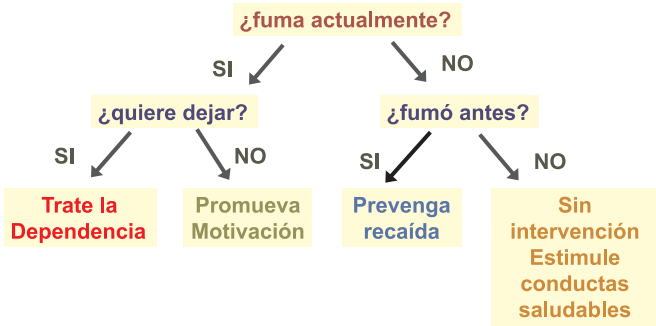 ¿fuma actualmente?
SI
NO
¿quiere dejar?
¿fumó antes?
SI
NO
SI
NO
Trate la
Dependencia
Promueva
Motivación
Prevenga
recaída
Sin
intervención
Estimule
conductas
saludables